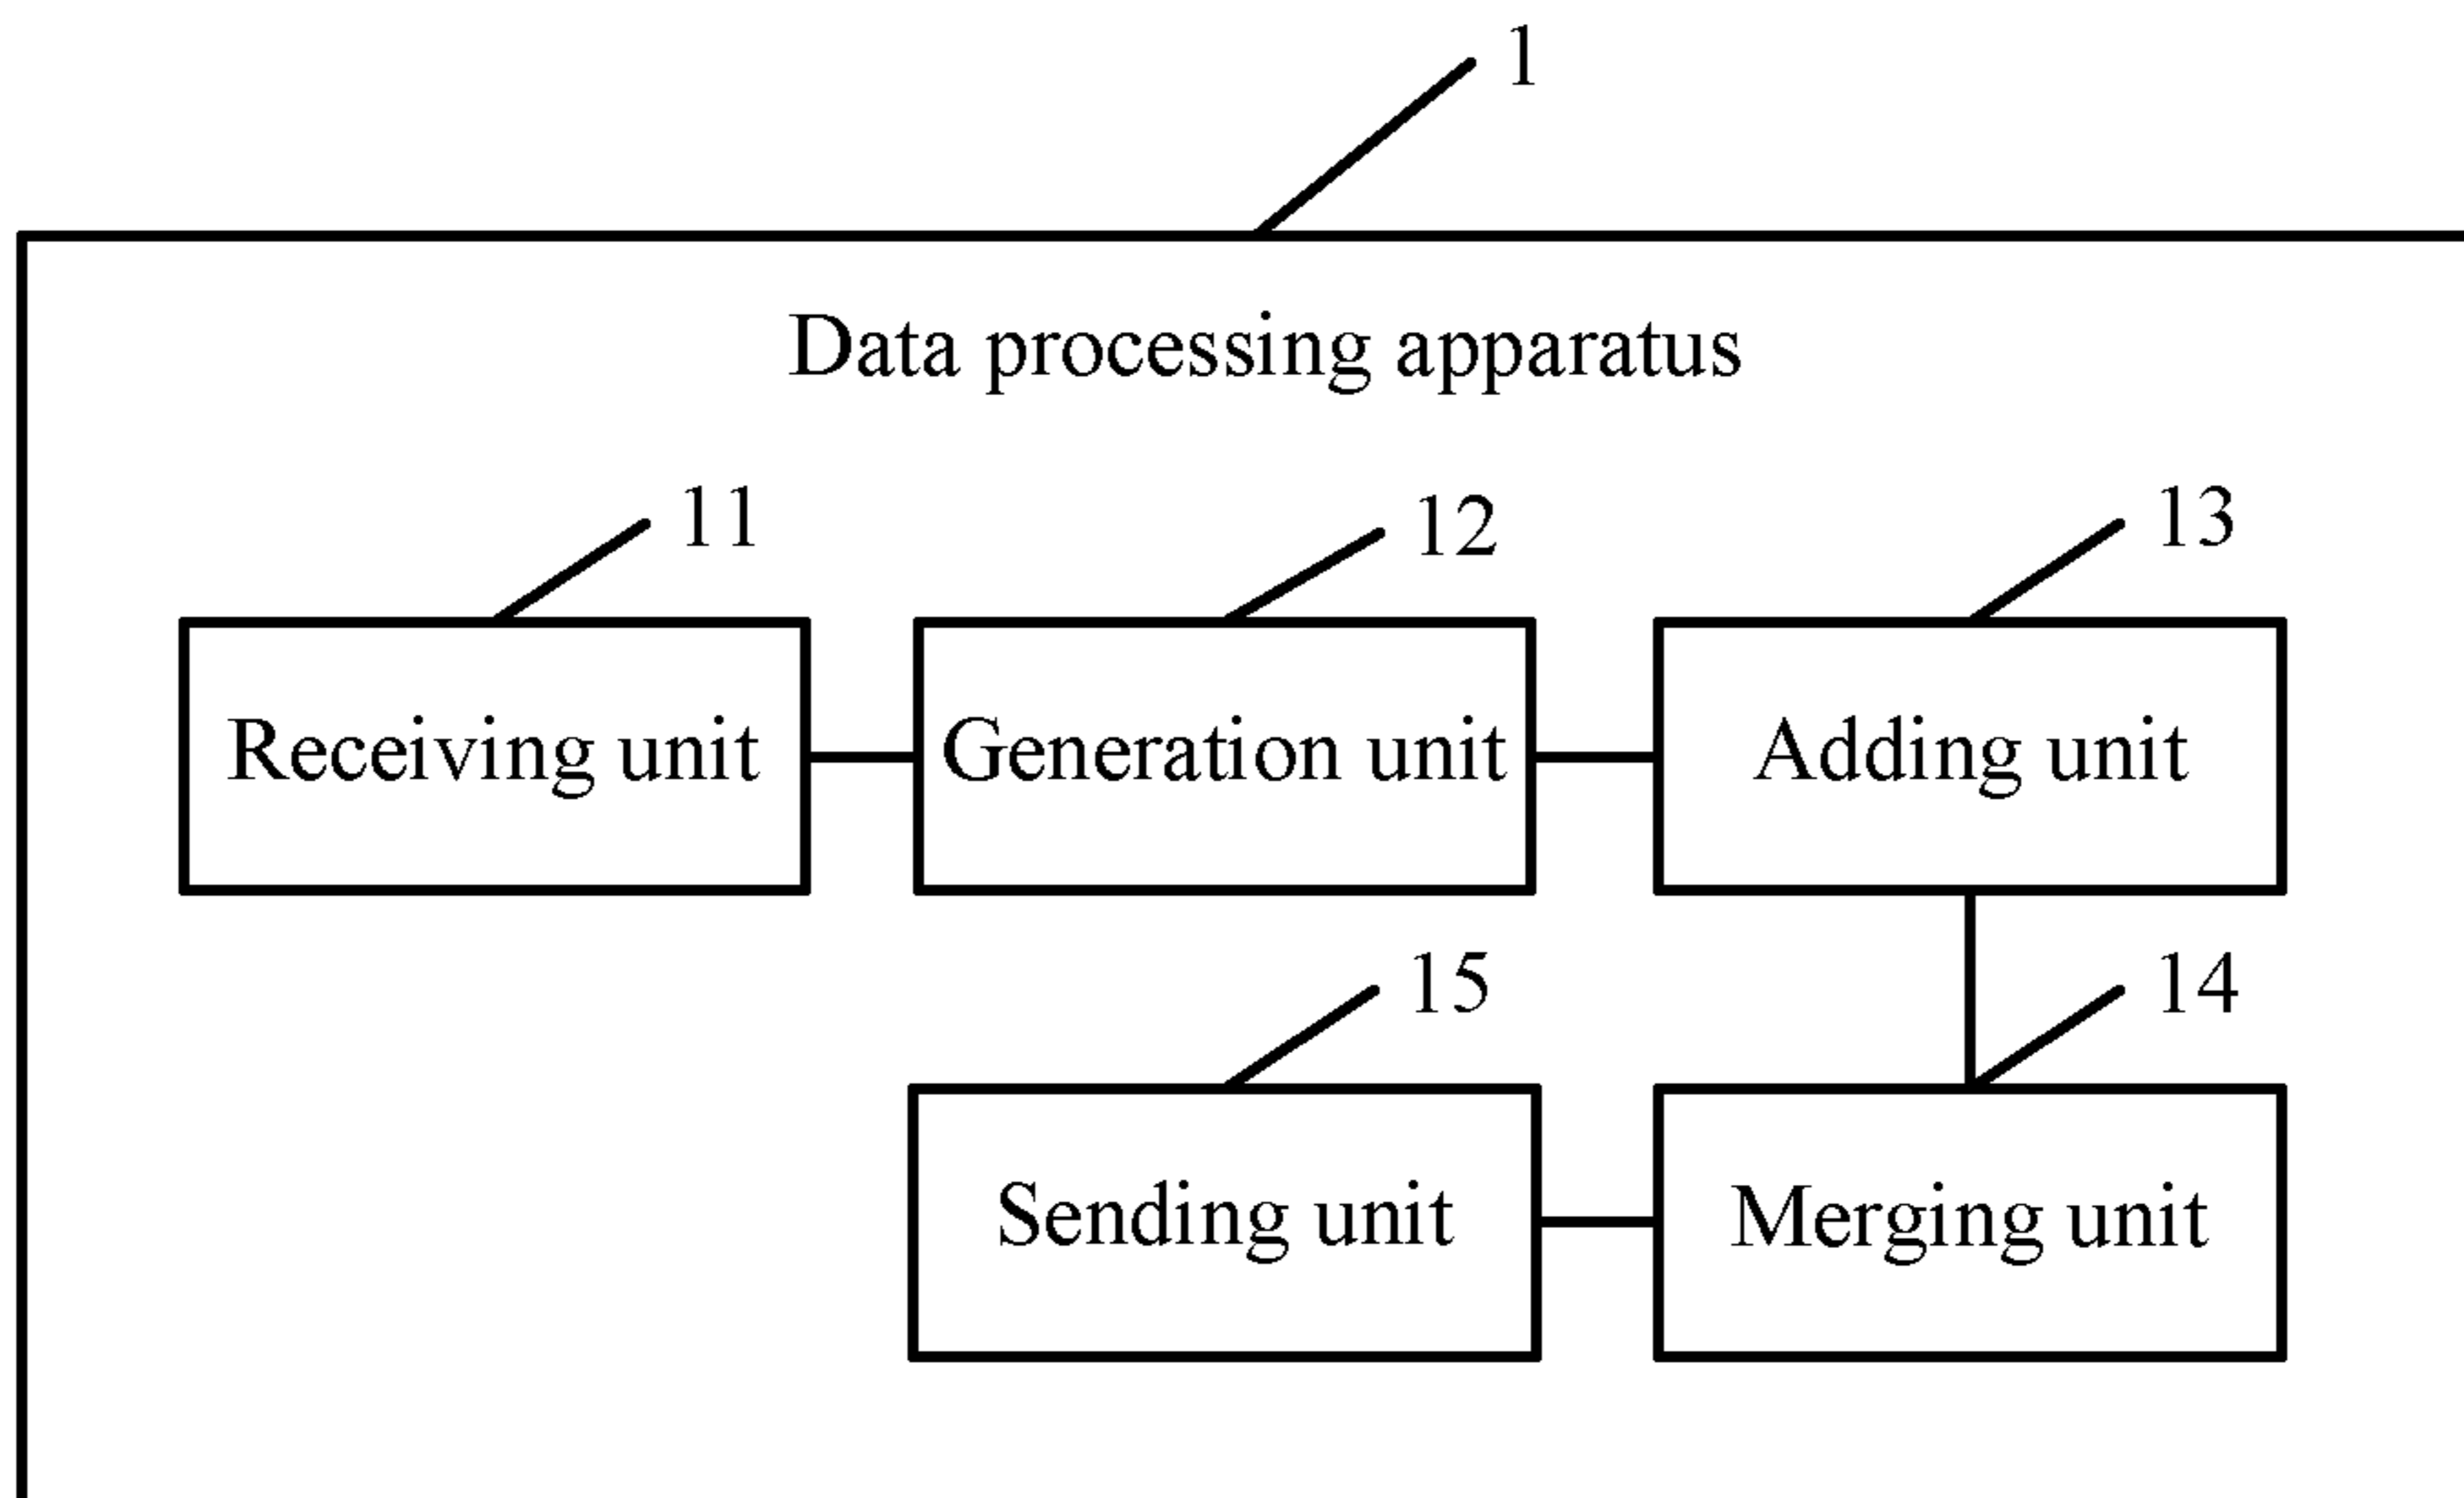 1
Data processing apparatus
11
12
13
Receiving unit
Generation unit
Adding unit
15
14
Sending unit
Merging unit